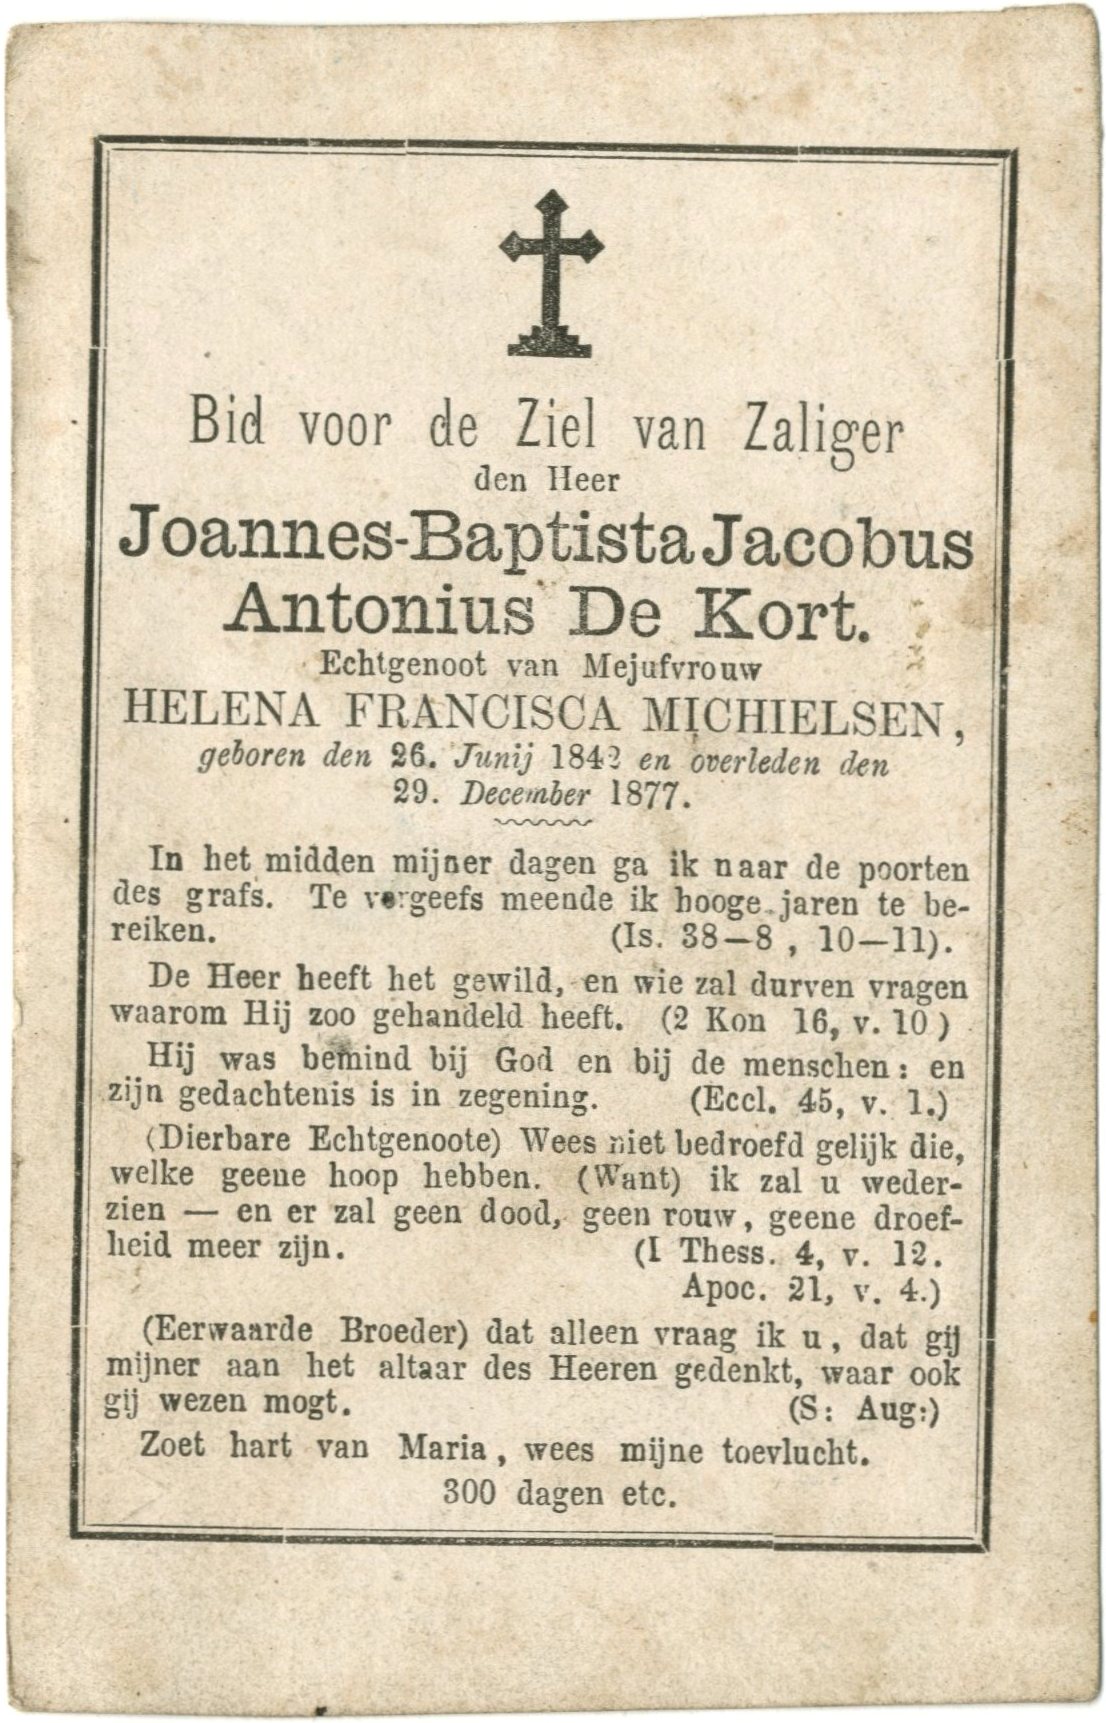 Bid voor de Ziel van Zaliger
den Heer
Joannes-Baptista Jacobus
Antonius De Kort.
Echtgenoot van Mejufvrouw
HELENA FRANCISCA MICHIELSEN,
geboren den 26. Junij 1842 en overleden den
29. December 1877.
In het midden mijner dagen ga ik naar de poorten
des grafs. Te vergeefs meende ik hooge jaren te be-
reiken. (Is. 38—8, 10—11).
De Heer heeft het gewild, en wie zal durven vragen
waarom Hij zoo gehandeld heeft. (2 Kon 16, v. 10)
Hij was bemind bij God en bij de menschen: en
zijn gedachtenis is in zegening. (Eccl. 45, v. 1.)
(Dierbare Echtgenoote) Wees niet bedroefd gelijk die,
welke geene hoop hebben. (Want) ik zal u weder-
zien — en er zal geen dood, geen rouw, geene droef-
heid meer zijn. (I Thess. 4, v. 12.
Apoc. 21, v. 4.)
(Eerwaarde Broeder) dat alleen vraag ik u, dat gij
mijner aan het altaar des Heeren gedenkt, waar ook
gij wezen mogt. (S: Aug:)
Zoet hart van Maria, wees mijne toevlucht.
300 dagen etc.